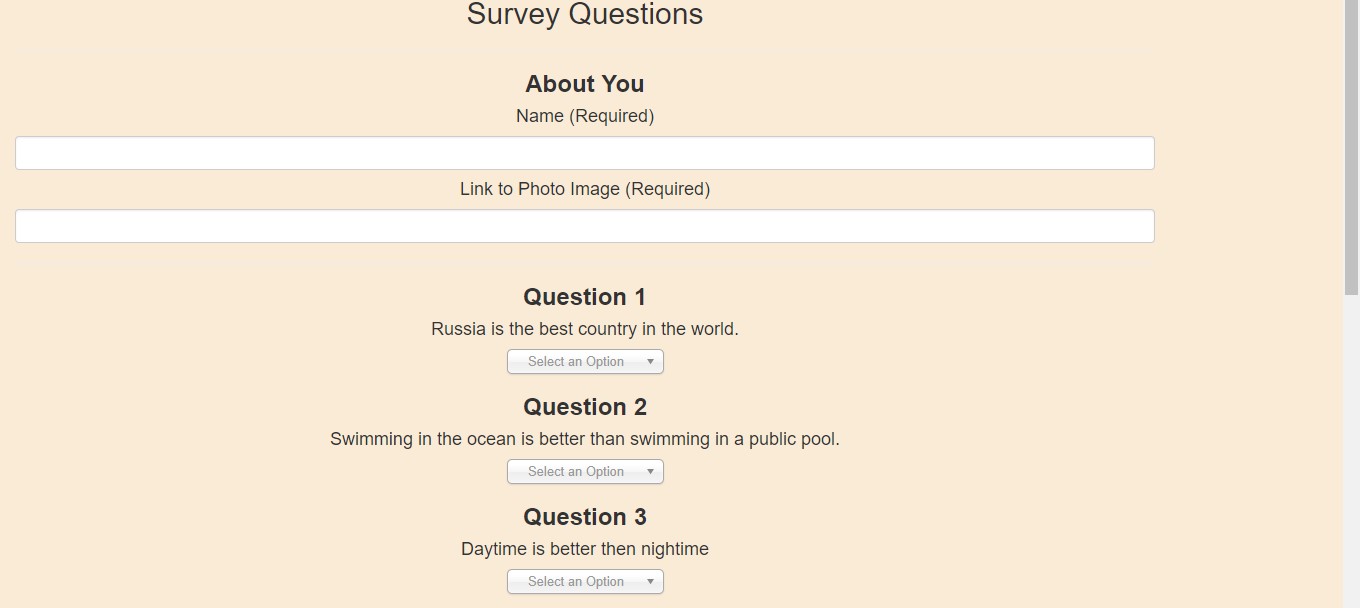 Survey Questions
About You
Name (Required)
Link to Photo Image (Required)
Question 1
Russia is the best country in the world.
Select an Option
Question 2
Swimming in the ocean is better than swimming in a public pool.
Select an Option
Question 3
Daytime is better then nightime
Select an Option